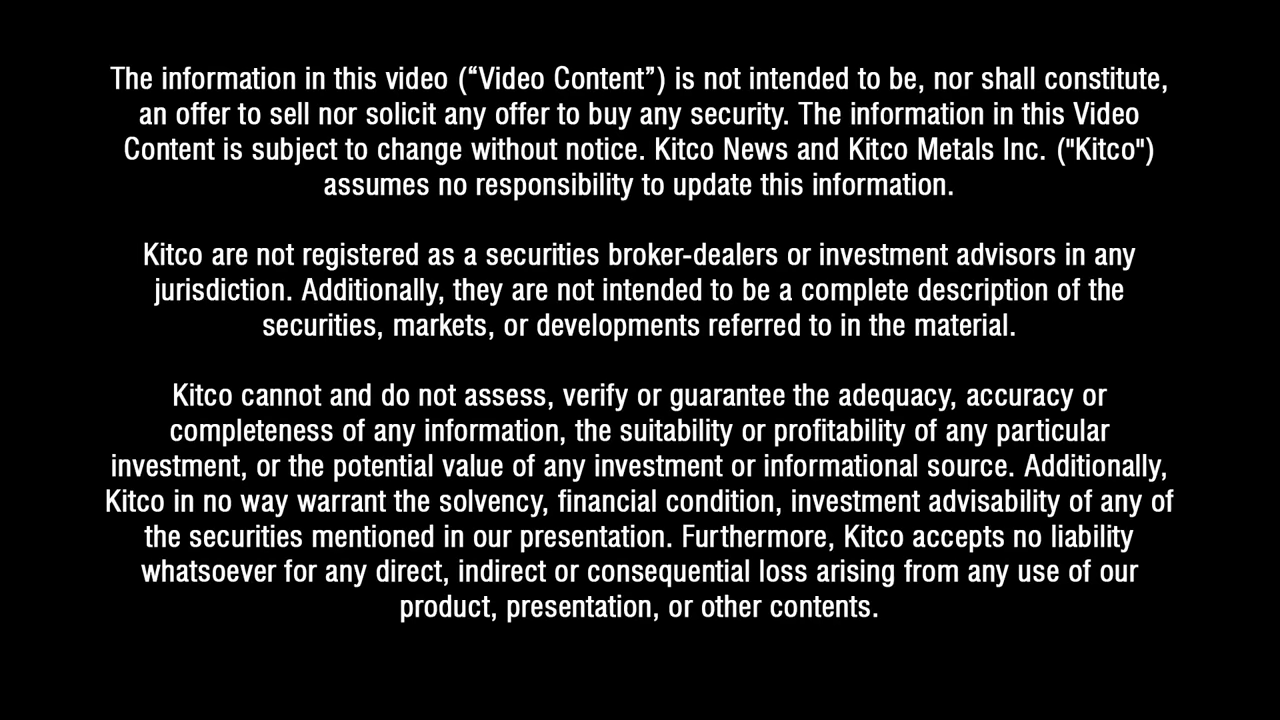 The information in this video (“Video Content”) is not intended to be, nor shall constitute,
an offer to sell nor solicit any offer to buy any security. The information in this Video
Content is subject to change without notice. Kitco News and Kitco Metals Inc. ("Kitco")
assumes no responsibility to update this information.
Kitco are not registered as a securities broker-dealers or investment advisors in any
jurisdiction. Additionally, they are not intended to be a complete description of the
securities, markets, or developments referred to in the material.
Kitco cannot and do not assess, verify or guarantee the adequacy, accuracy or
completeness of any information, the suitability or profitability of any particular
investment, or the potential value of any investment or informational source. Additionally,
Kitco in no way warrant the solvency, financial condition, investment advisability of any of
the securities mentioned in our presentation. Furthermore, Kitco accepts no liability
whatsoever for any direct, indirect or consequential loss arising from any use of our
product, presentation, or other contents.